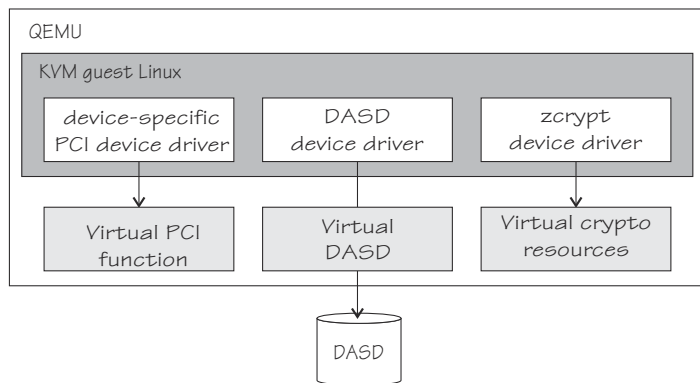 QEMU
KVM guest Linux
device-specific
PCI device driver
DASD
device driver
zcrypt
device driver
Virtual PCI
function
Virtual
DASD
Virtual crypto
resources
DASD